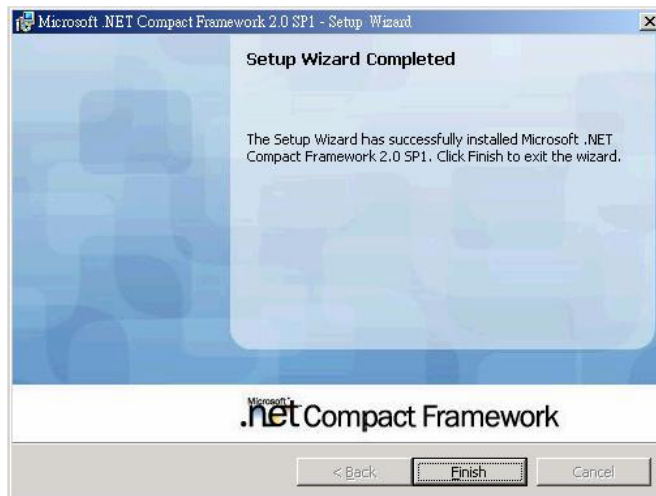 Microsoft .NET Compact Framework 2.0 SP1 - Setup Wizard
Setup Wizard Completed
The Setup Wizard has successfully installed Microsoft .NET
Compact Framework 2.0 SP1. Click Finish to exit the wizard.
Microsoft
.net Compact Framework
< Back
Finish
Cancel